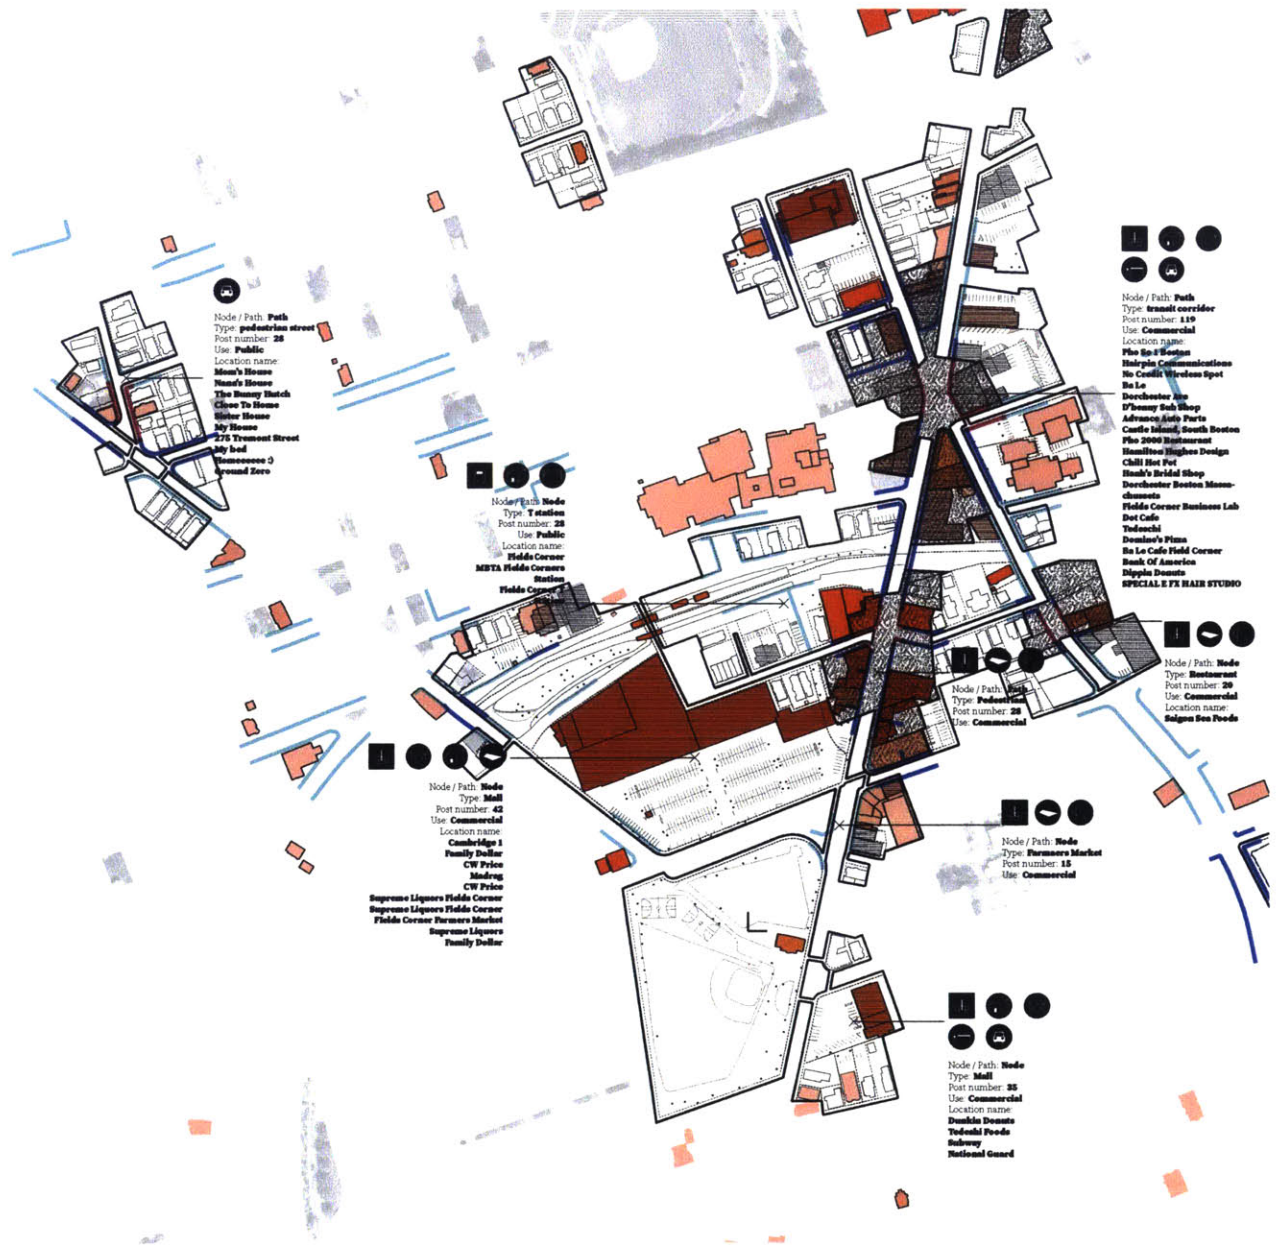 Node / Path: Path
Type: pedestrian street
Post number: 28
Use: Public
Location name:
Mom's House
Nana's House
The Bunny Hutch
Close To Home
Sister House
My House
275 Tremont Street
My bed
Homeeeeee :)
Ground Zero
Node / Path: Node
Type: T station
Post number: 28
Use: Public
Location name:
Fields Corner
MBTA Fields Corners
Station
Fields Corner
Node / Path: Path
Type: transit corridor
Post number: 119
Use: Commercial
Location name:
Pho So 1 Boston
Hairpin Communications
No Credit Wireless Spot
Ba Le
Dorchester Ave
D'benny Sub Shop
Advance Auto Parts
Castle Island, South Boston
Pho 2000 Restaurant
Hamilton Hughes Design
Chili Hot Pot
Hoah's Bridal Shop
Dorchester Boston Massa-
chusets
Fields Corner Business Lab
Dot Cafe
Tedeschi
Domino's Pizza
Ba Le Cafe Field Corner
Bank Of America
Dippin Donuts
SPECIAL E FX HAIR STUDIO
Node / Path: Node
Type: Restaurant
Post number: 20
Use: Commercial
Location name:
Saigon Sea Foods
Node / Path: Path
Type: Pedestrian
Post number: 28
Use: Commercial
Node / Path: Node
Type: Mall
Post number: 42
Use: Commercial
Location name:
Cambridge 1
Family Dollar
CW Price
Madrag
CW Price
Supreme Liquors Fields Corner
Supreme Liquors Fields Corner
Fields Corner Farmers Market
Supreme Liquors
Family Dollar
Node / Path: Node
Type: Farmaers Market
Post number: 15
Use: Commercial
Node / Path: Node
Type: Mall
Post number: 35
Use: Commercial
Location name:
Dunkin Donuts
Tedeshi Foods
Subway
National Guard